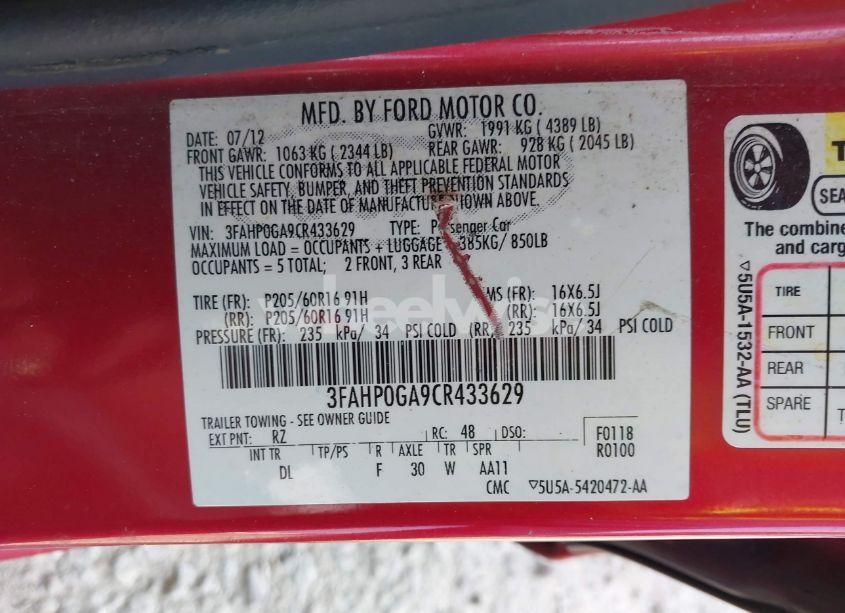 MFD. BY FORD MOTOR CO.
DATE: 07/12 GVWR: 1991 KG ( 4389 LB)
FRONT GAWR: 1063 KG ( 2344 LB) REAR GAWR: 928 KG ( 2045 LB)
THIS VEHICLE CONFORMS TO ALL APPLICABLE FEDERAL MOTOR
VEHICLE SAFETY, BUMPER, AND THEFT PREVENTION STANDARDS
IN EFFECT ON THE DATE OF MANUFACTURE SHOWN ABOVE.
VIN: 3FAHP0GA9CR433629 TYPE: Passenger Car
MAXIMUM LOAD = OCCUPANTS + LUGGAGE 385KG/ 850LB
OCCUPANTS = 5 TOTAL; 2 FRONT, 3 REAR
TIRE (FR): P205/60R16 91H MS (FR): 16X6.5J
(RR): P205/60R16 91H (RR): 16X6.5J
PRESSURE (FR): 235 kPa/ 34 PSI COLD (RR): 235 kPa/ 34 PSI COLD
3FAHP0GA9CR433629
TRAILER TOWING - SEE OWNER GUIDE
EXT PNT: RZ RC: 48 DSO: F0118
R0100
INT TR TP/PS R AXLE TR SPR
DL F 30 W AA11
CMC ▽5U5A-5420472-AA
SEA
The combine
and carg
TIRE
FRONT
REAR
SPARE
▽5U5A-1532-AA (TLU)